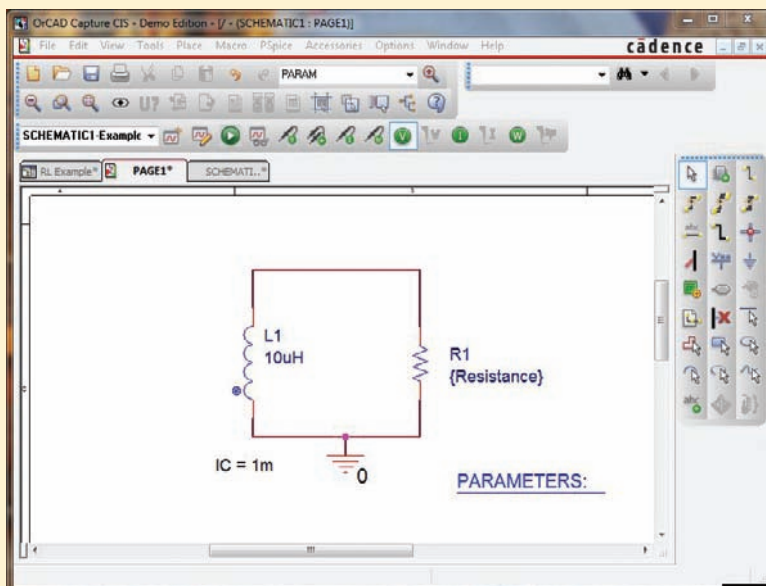 OrCAD Capture CIS - Demo Edition - [/ - (SCHEMATIC1 : PAGE1)]
File Edit View Tools Place Macro PSpice Accessories Options Window Help
cādence
PARAM
U?
SCHEMATIC1-Example
V I W
RL Example* PAGE1* SCHEMATI..*
L1
10uH
R1
{Resistance}
IC = 1m
0
PARAMETERS: